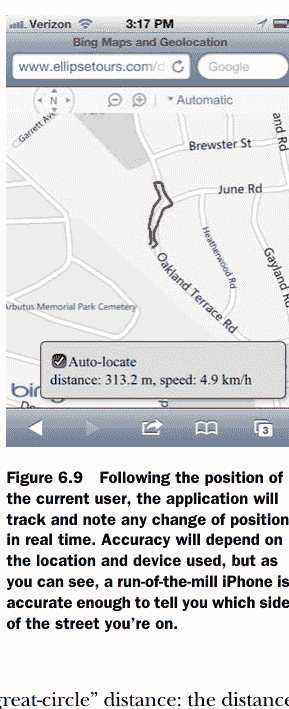 Verizon 3:17 PM
Bing Maps and Geolocation
www.ellipsetours.com/d Google
N Automatic
Garrett Av
Brewster St
and Rd
June Rd
Heatherwood Rd
Gayland R
Oakland Terrace Rd
Arbutus Memorial Park Cemetery
Auto-locate
distance: 313.2 m, speed: 4.9 km/h
bin
3
Figure 6.9 Following the position of
the current user, the application will
track and note any change of position
in real time. Accuracy will depend on
the location and device used, but as
you can see, a run-of-the-mill iPhone is
accurate enough to tell you which side
of the street you’re on.
great-circle” distance: the distance